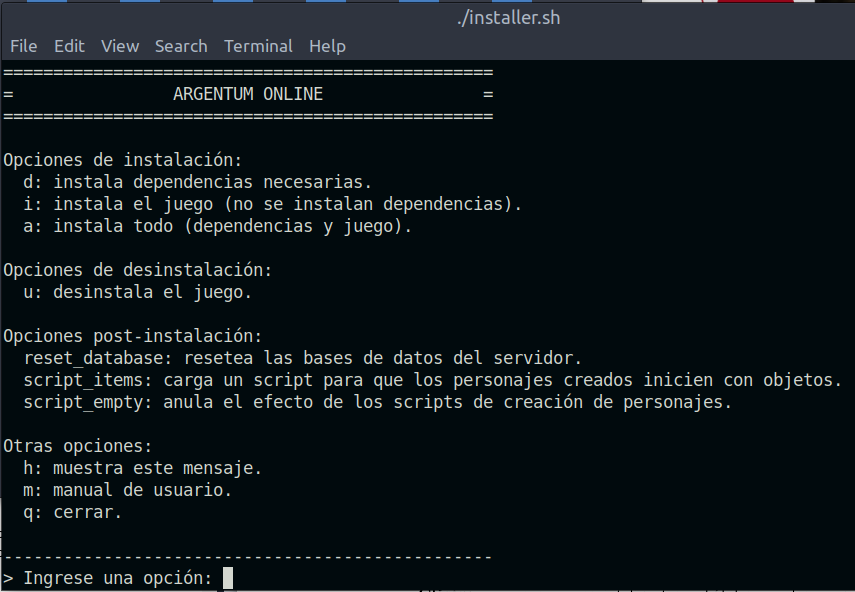 ./installer.sh
File Edit View Search Terminal Help
=================================================
=                ARGENTUM ONLINE                =
=================================================
Opciones de instalación:
  d: instala dependencias necesarias.
  i: instala el juego (no se instalan dependencias).
  a: instala todo (dependencias y juego).
Opciones de desinstalación:
  u: desinstala el juego.
Opciones post-instalación:
  reset_database: resetea las bases de datos del servidor.
  script_items: carga un script para que los personajes creados inicien con objetos.
  script_empty: anula el efecto de los scripts de creación de personajes.
Otras opciones:
  h: muestra este mensaje.
  m: manual de usuario.
  q: cerrar.
-------------------------------------------------
> Ingrese una opción: